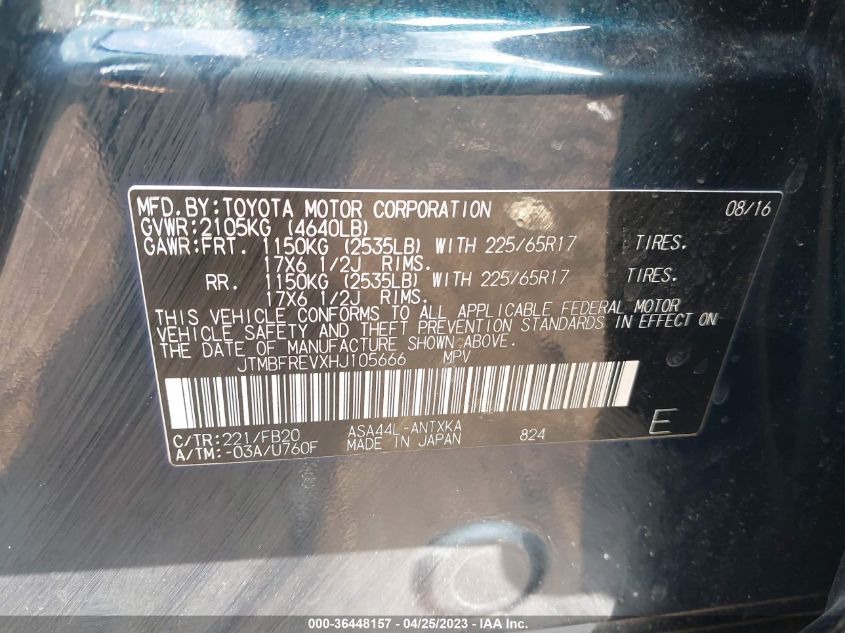 MFD.BY:TOYOTA MOTOR CORPORATION 08/16
GVWR:2105KG (4640LB)
GAWR:FRT. 1150KG (2535LB) WITH 225/65R17 TIRES.
17X6 1/2J RIMS.
RR. 1150KG (2535LB) WITH 225/65R17 TIRES.
17X6 1/2J RIMS.
THIS VEHICLE CONFORMS TO ALL APPLICABLE FEDERAL MOTOR
VEHICLE SAFETY AND THEFT PREVENTION STANDARDS IN EFFECT ON
THE DATE OF MANUFACTURE SHOWN ABOVE.
JTMBFREVXHJ105666 MPV
C/TR:221/FB20 ASA44L-ANTXKA
A/TM:-03A/U760F MADE IN JAPAN 824 E
000-36448157 - 04/25/2023 - IAA Inc.